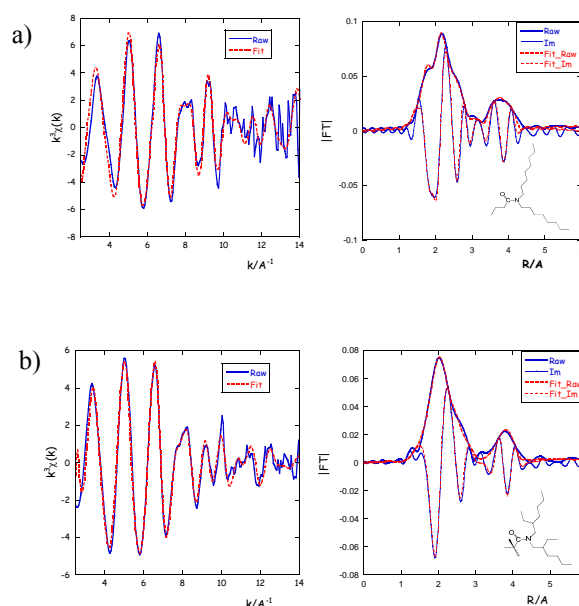 a)
8
6
4
2
0
-2
-4
-6
-8
4 6 8 10 12 14
k³χ(k)
k/A⁻¹
Raw
Fit
0.1
0.05
0
-0.05
-0.1
0 1 2 3 4 5 6
|FT|
R/A
Raw
Im
Fit_Raw
Fit_Im
O
C
N
b)
6
4
2
0
-2
-4
-6
4 6 8 10 12 14
k³χ(k)
k/A⁻¹
Raw
Fit
0.08
0.06
0.04
0.02
0
-0.02
-0.04
-0.06
-0.08
0 1 2 3 4 5 6
|FT|
R/A
Raw
Im
Fit_Raw
Fit_Im
O
C
N